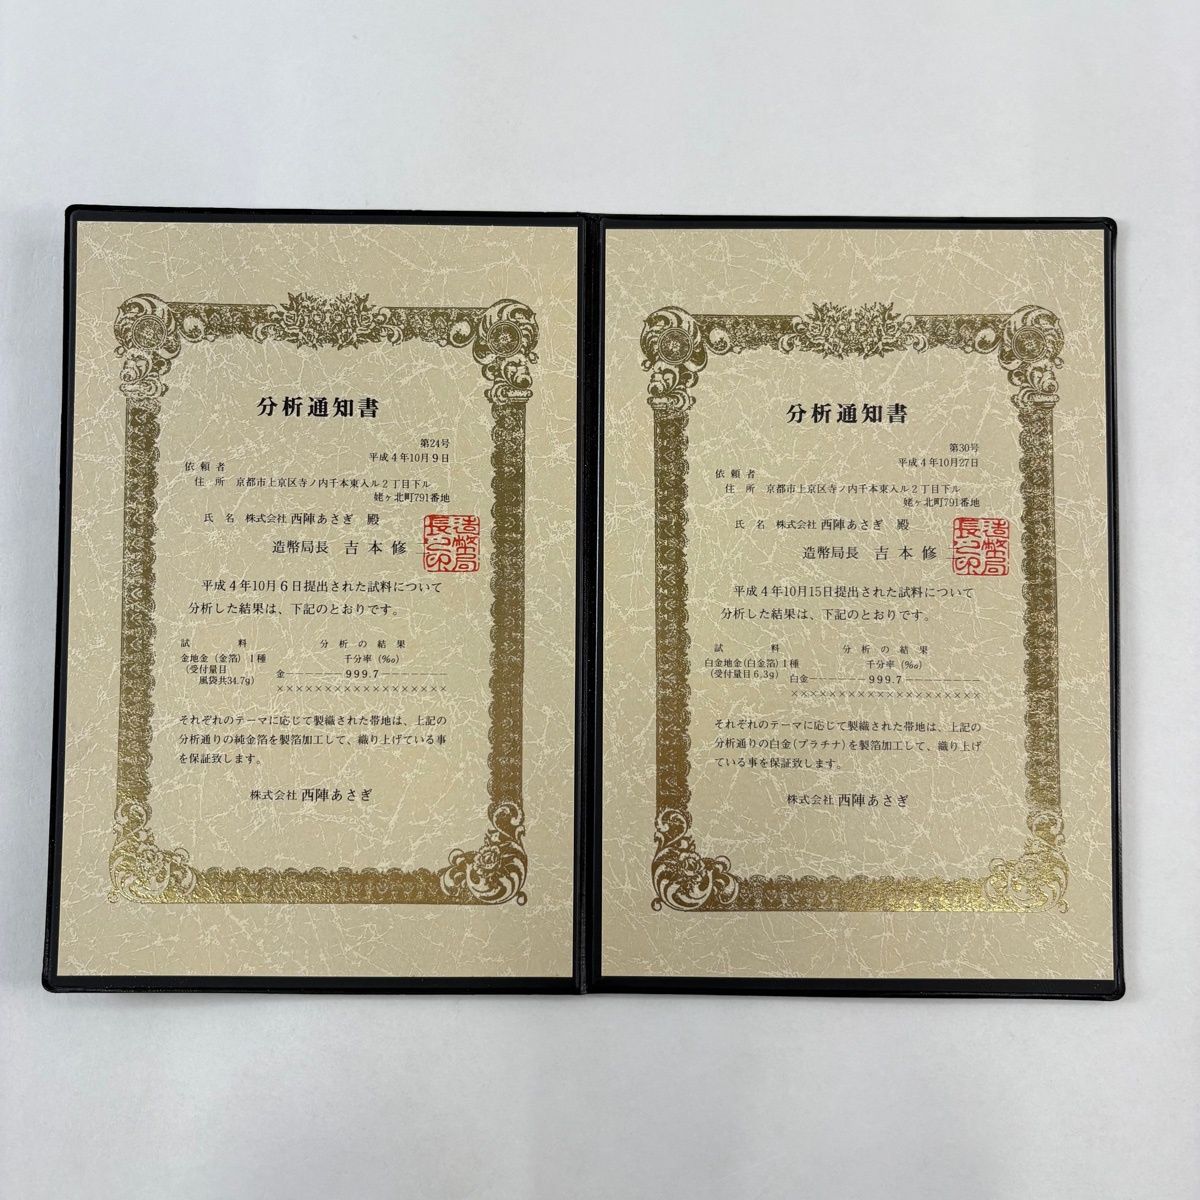 分析通知書
第24号
平成4年10月9日
依頼者
住所 京都市上京区寺ノ内千本東入ル2丁目下ル
姥ヶ北町791番地
氏名 株式会社 西陣あさぎ 殿
造幣局長 吉本修二
造幣局長之印
平成4年10月6日提出された試料について
分析した結果は、下記のとおりです。
試料 分析の結果
金地金(金箔)1種 千分率(‰)
(受付量目
風袋共34.7g)
金――――――999.7――――――
×××××××××××××××××
それぞれのテーマに応じて製織された帯地は、上記の
分析通りの純金箔を製箔加工して、織り上げている事
を保証致します。
株式会社 西陣あさぎ
分析通知書
第30号
平成4年10月27日
依頼者
住所 京都市上京区寺ノ内千本東入ル2丁目下ル
姥ヶ北町791番地
氏名 株式会社 西陣あさぎ 殿
造幣局長 吉本修
造幣局長之印
平成4年10月15日提出された試料について
分析した結果は、下記のとおりです。
試料 分析の結果
白金地金(白金箔)1種 千分率(‰)
(受付量目6.3g) 白金――――――999.7――――――
×××××××××××××××××
それぞれのテーマに応じて製織された帯地は、上記の
分析通りの白金(プラチナ)を製箔加工して、織り上げ
ている事を保証致します。
株式会社 西陣あさぎ